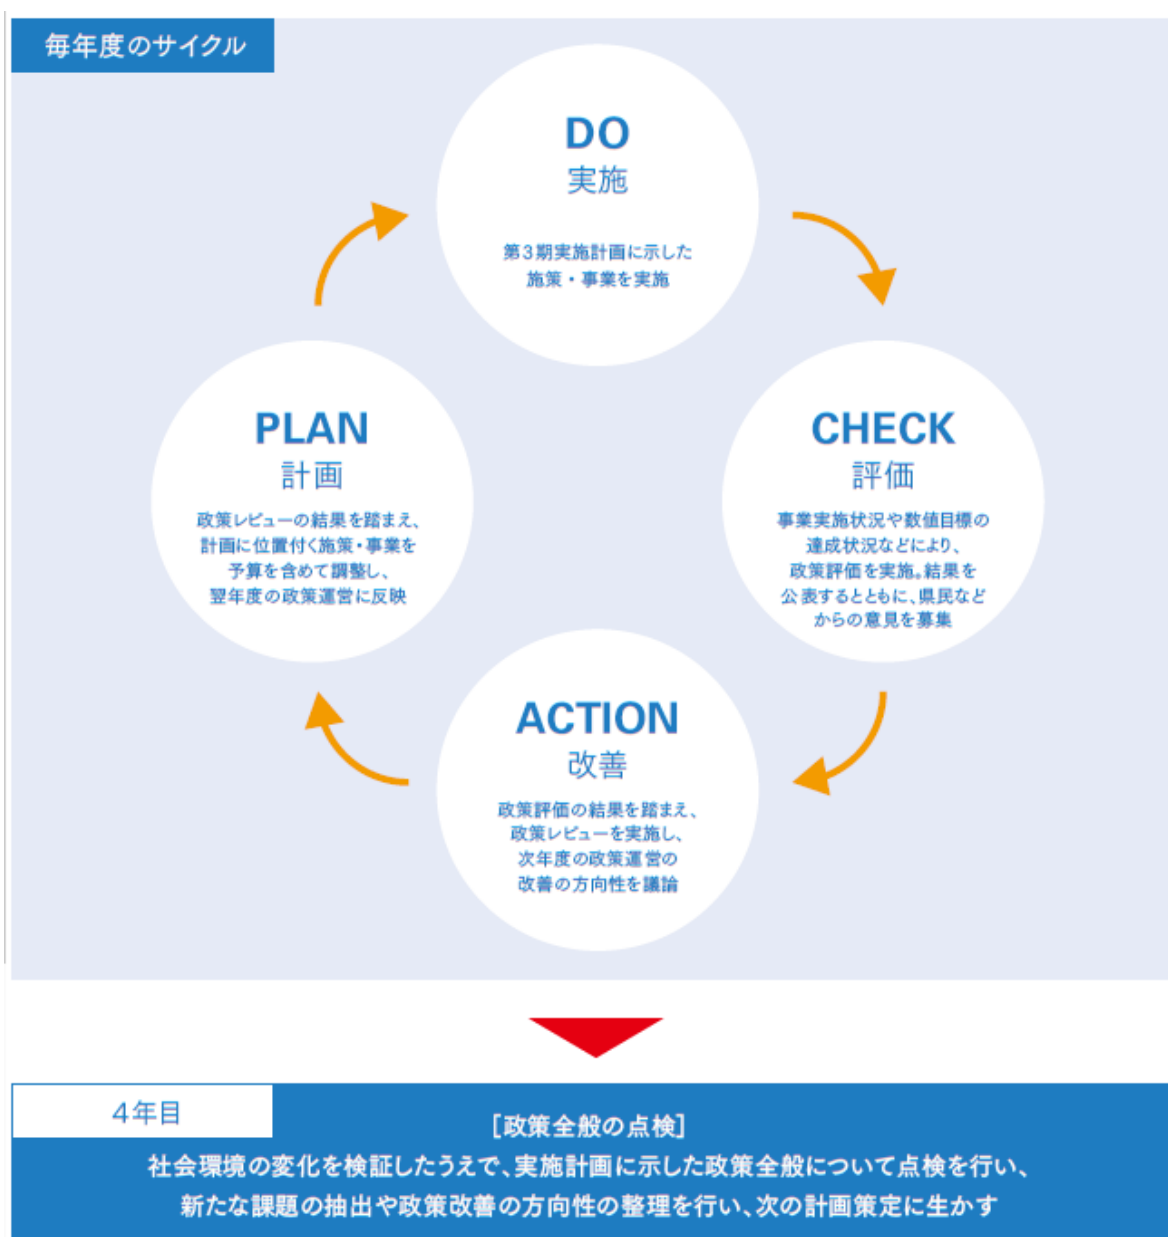 毎年度のサイクル
DO
実施
第3期実施計画に示した
施策・事業を実施
PLAN
計画
政策レビューの結果を踏まえ、
計画に位置付く施策・事業を
予算を含めて調整し、
翌年度の政策運営に反映
CHECK
評価
事業実施状況や数値目標の
達成状況などにより、
政策評価を実施。結果を
公表するとともに、県民など
からの意見を募集
ACTION
改善
政策評価の結果を踏まえ、
政策レビューを実施し、
次年度の政策運営の
改善の方向性を議論
4年目
[政策全般の点検]
社会環境の変化を検証したうえで、実施計画に示した政策全般について点検を行い、
新たな課題の抽出や政策改善の方向性の整理を行い、次の計画策定に生かす